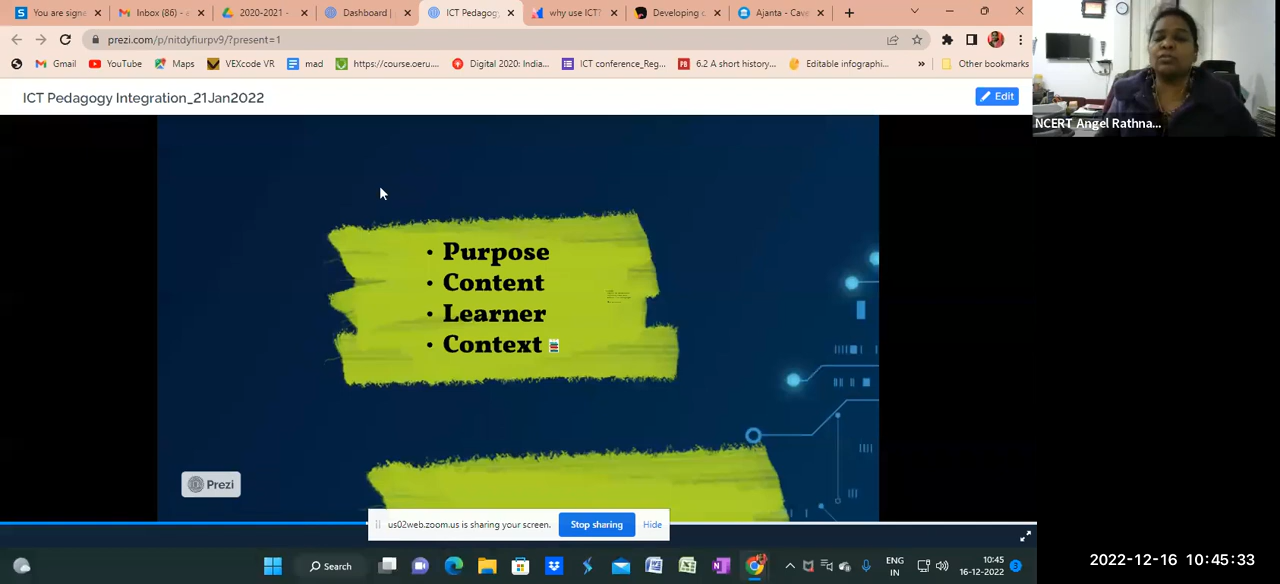 You are signe
Inbox (86) - e
2020-2021 -
Dashboard |
ICT Pedagog
why use ICT?
Developing c
Ajanta - Cave
prezi.com/p/nitdyfiurpv9/?present=1
Gmail
YouTube
Maps
VEXcode VR
mad
https://course.oeru....
Digital 2020: India...
ICT conference_Reg...
6.2 A short history...
Editable infographi...
»
Other bookmarks
ICT Pedagogy Integration_21Jan2022
Edit
NCERT Angel Rathna...
• Purpose
• Content
• Learner
• Context
Prezi
us02web.zoom.us is sharing your screen.
Stop sharing
Hide
Search
ENG
IN
10:45
16-12-2022
3
2022-12-16 10:45:33